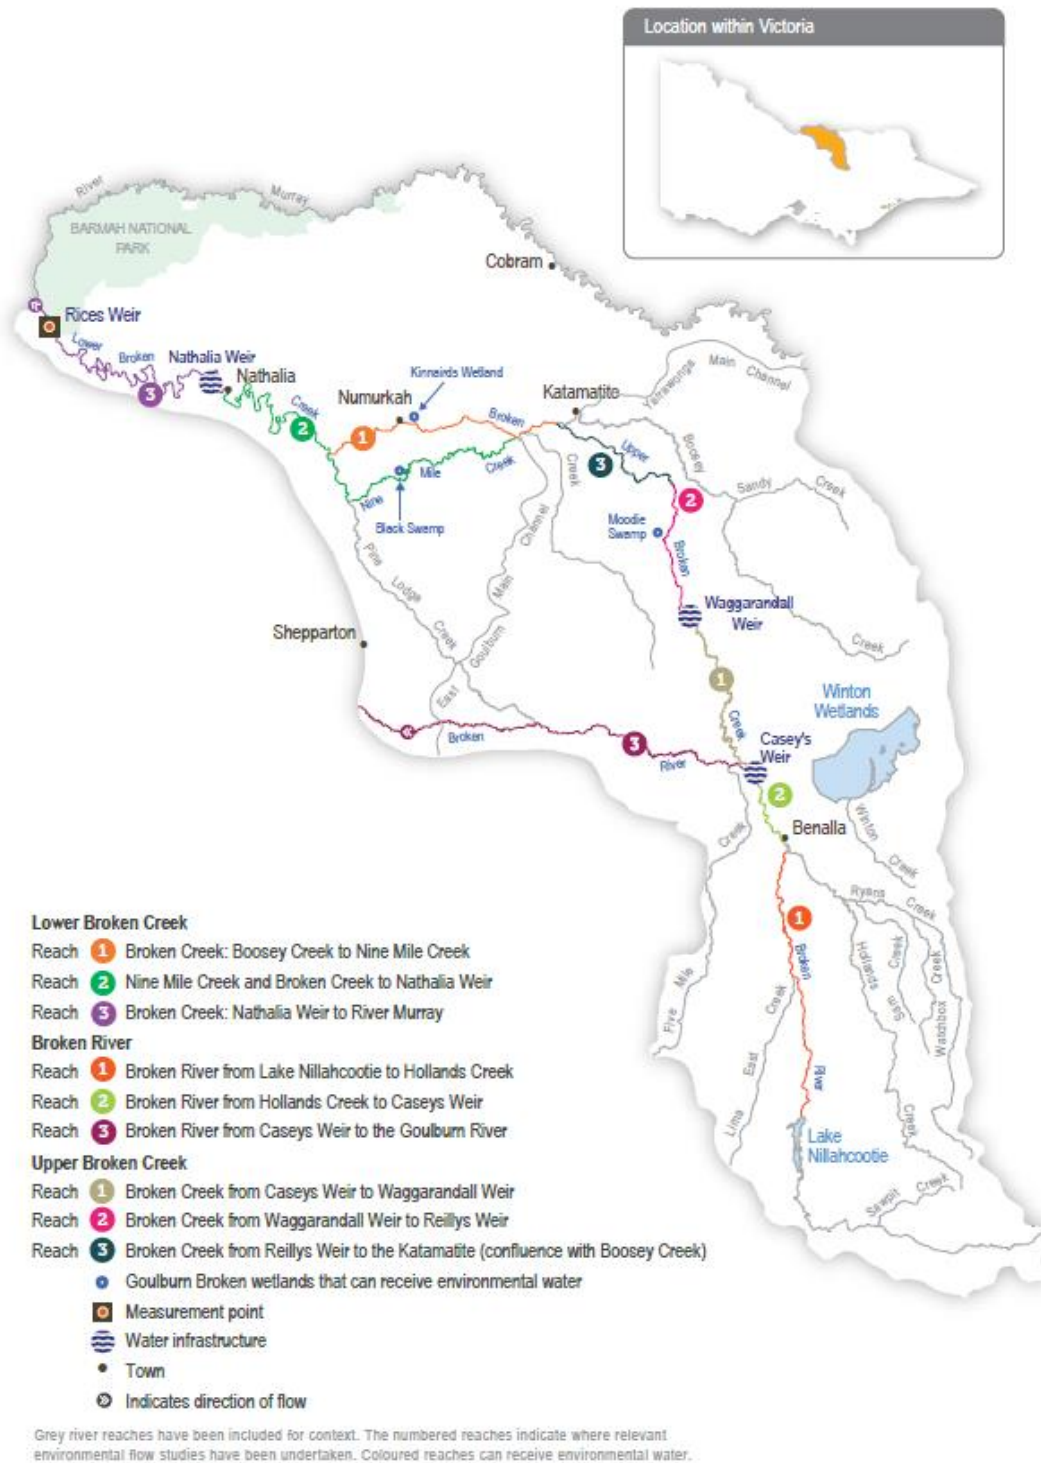 Location within Victoria
River
Murray
BARMAH NATIONAL
PARK
Cobram
Rices Weir
Lower
Broken
Nathalia Weir
Nathalia
3
Creek
2
Kinnairds Wetland
Numurkah
1
Broken
Katamatite
Yarrawonga
Main
Channel
Nine
Mile
Creek
Black Swamp
Creek
3
Upper
Boosey
2
Sandy
Creek
Moodie
Swamp
Broken
Channel
Main
Goulburn
East
Pine
Lodge
Creek
Waggarandall
Weir
Creek
Shepparton
1
Creek
Winton
Wetlands
Casey's
Weir
Broken
3
River
2
Benalla
Winton
Creek
Creek
Mile
Five
Ryans
Creek
1
Broken
River
Hollands
Creek
Creek
Sam
Creek
Watchbox
Creek
East
Lima
Lake
Nillahcootie
Sawpit
Creek
Lower Broken Creek
Reach 1 Broken Creek: Boosey Creek to Nine Mile Creek
Reach 2 Nine Mile Creek and Broken Creek to Nathalia Weir
Reach 3 Broken Creek: Nathalia Weir to River Murray
Broken River
Reach 1 Broken River from Lake Nillahcootie to Hollands Creek
Reach 2 Broken River from Hollands Creek to Caseys Weir
Reach 3 Broken River from Caseys Weir to the Goulburn River
Upper Broken Creek
Reach 1 Broken Creek from Caseys Weir to Waggarandall Weir
Reach 2 Broken Creek from Waggarandall Weir to Reillys Weir
Reach 3 Broken Creek from Reillys Weir to the Katamatite (confluence with Boosey Creek)
Goulburn Broken wetlands that can receive environmental water
Measurement point
Water infrastructure
Town
Indicates direction of flow
Grey river reaches have been included for context. The numbered reaches indicate where relevant
environmental flow studies have been undertaken. Coloured reaches can receive environmental water.